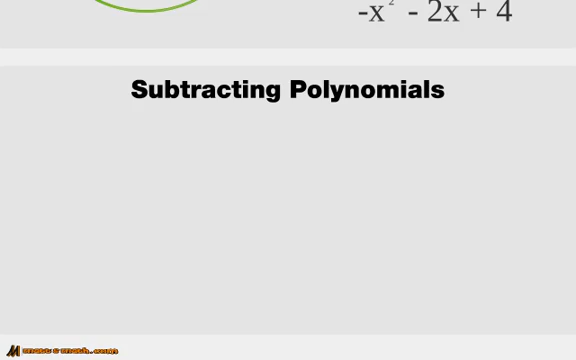 -x² - 2x + 4
Subtracting Polynomials